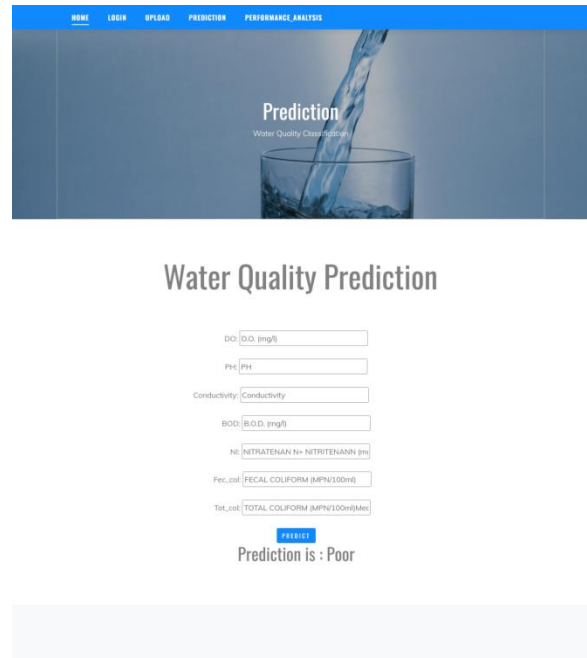 HOME LOGIN UPLOAD PREDICTION PERFORMANCE_ANALYSIS
Prediction
Water Quality Classification
Water Quality Prediction
DO: D.O. (mg/l)
PH: PH
Conductivity: Conductivity
BOD: B.O.D. (mg/l)
NI: NITRATENAN N+ NITRITENANN (m
Fec_col: FECAL COLIFORM (MPN/100ml)
Tot_col: TOTAL COLIFORM (MPN/100ml)Mec
PREDICT
Prediction is : Poor